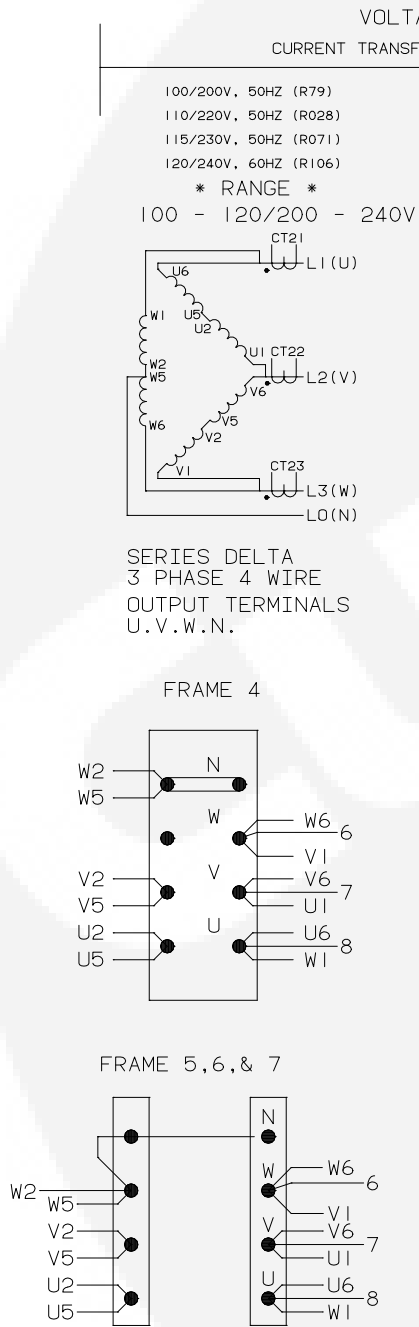 VOLTA
CURRENT TRANSF
100/200V, 50HZ (R79)
110/220V, 50HZ (R028)
115/230V, 50HZ (R071)
120/240V, 60HZ (R106)
* RANGE *
100 - 120/200 - 240V
CT21
L1(U)
U6
W1
U5
U2
W2
U1
CT22
W5
L2(V)
V6
W6
V5
V2
V1
CT23
L3(W)
L0(N)
SERIES DELTA
3 PHASE 4 WIRE
OUTPUT TERMINALS
U.V.W.N.
FRAME 4
W2
N
W5
W
W6
6
V1
V2
V
V6
7
V5
U1
U2
U
U6
8
U5
W1
FRAME 5,6,& 7
N
W
W6
W2
6
W5
V1
V2
V
V6
7
V5
U1
U2
U
U6
8
U5
W1